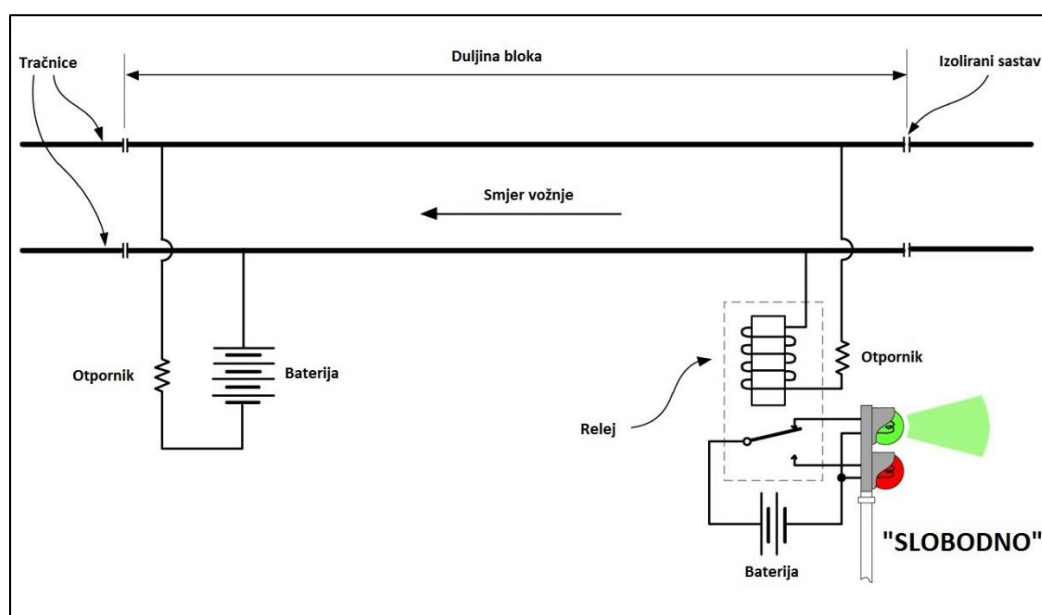 Duljina bloka
Tračnice
Izolirani sastav
Smjer vožnje
Otpornik
Baterija
Otpornik
Relej
"SLOBODNO"
Baterija